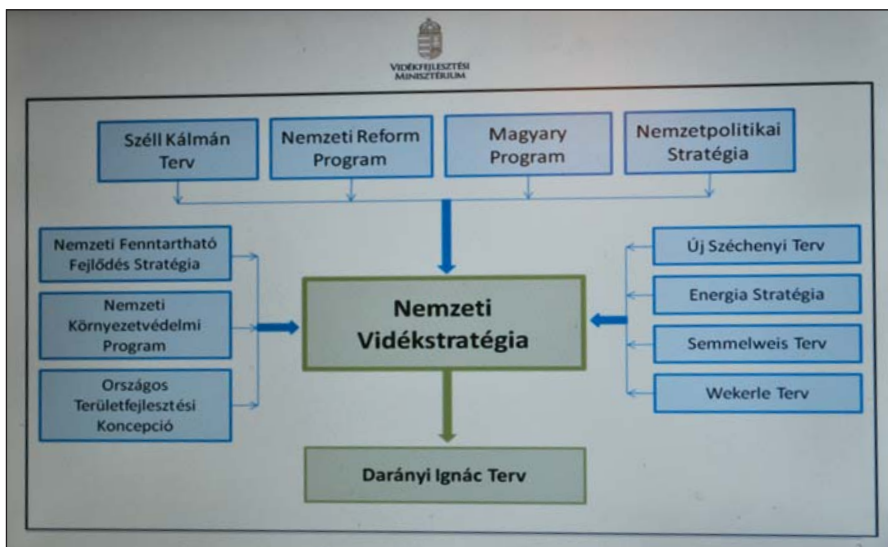 VIDÉKFEJLESZTÉSI
MINISZTÉRIUM
Széll Kálmán
Terv
Nemzeti Reform
Program
Magyary
Program
Nemzetpolitikai
Stratégia
Nemzeti Fenntartható
Fejlődés Stratégia
Nemzeti
Környezetvédelmi
Program
Országos
Területfejlesztési
Koncepció
Nemzeti
Vidékstratégia
Új Széchenyi Terv
Energia Stratégia
Semmelweis Terv
Wekerle Terv
Darányi Ignác Terv